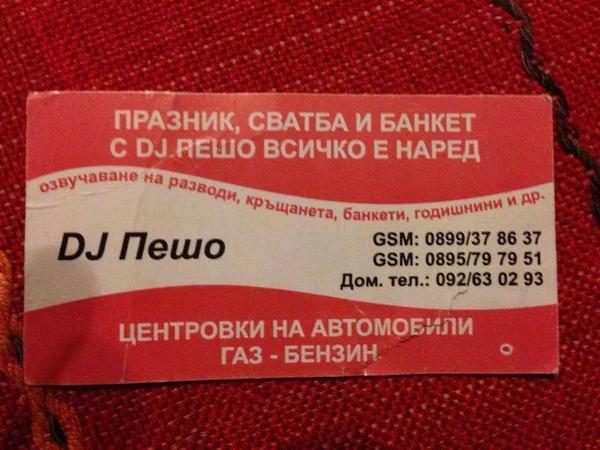 ПРАЗНИК, СВАТБА И БАНКЕТ
С DJ ПЕШО ВСИЧКО Е НАРЕД
озвучаване на разводи, кръщанета, банкети, годишнини и др.
DJ Пешо
GSM: 0899/37 86 37
GSM: 0895/79 79 51
Дом. тел.: 092/63 02 93
ЦЕНТРОВКИ НА АВТОМОБИЛИ
ГАЗ - БЕНЗИН